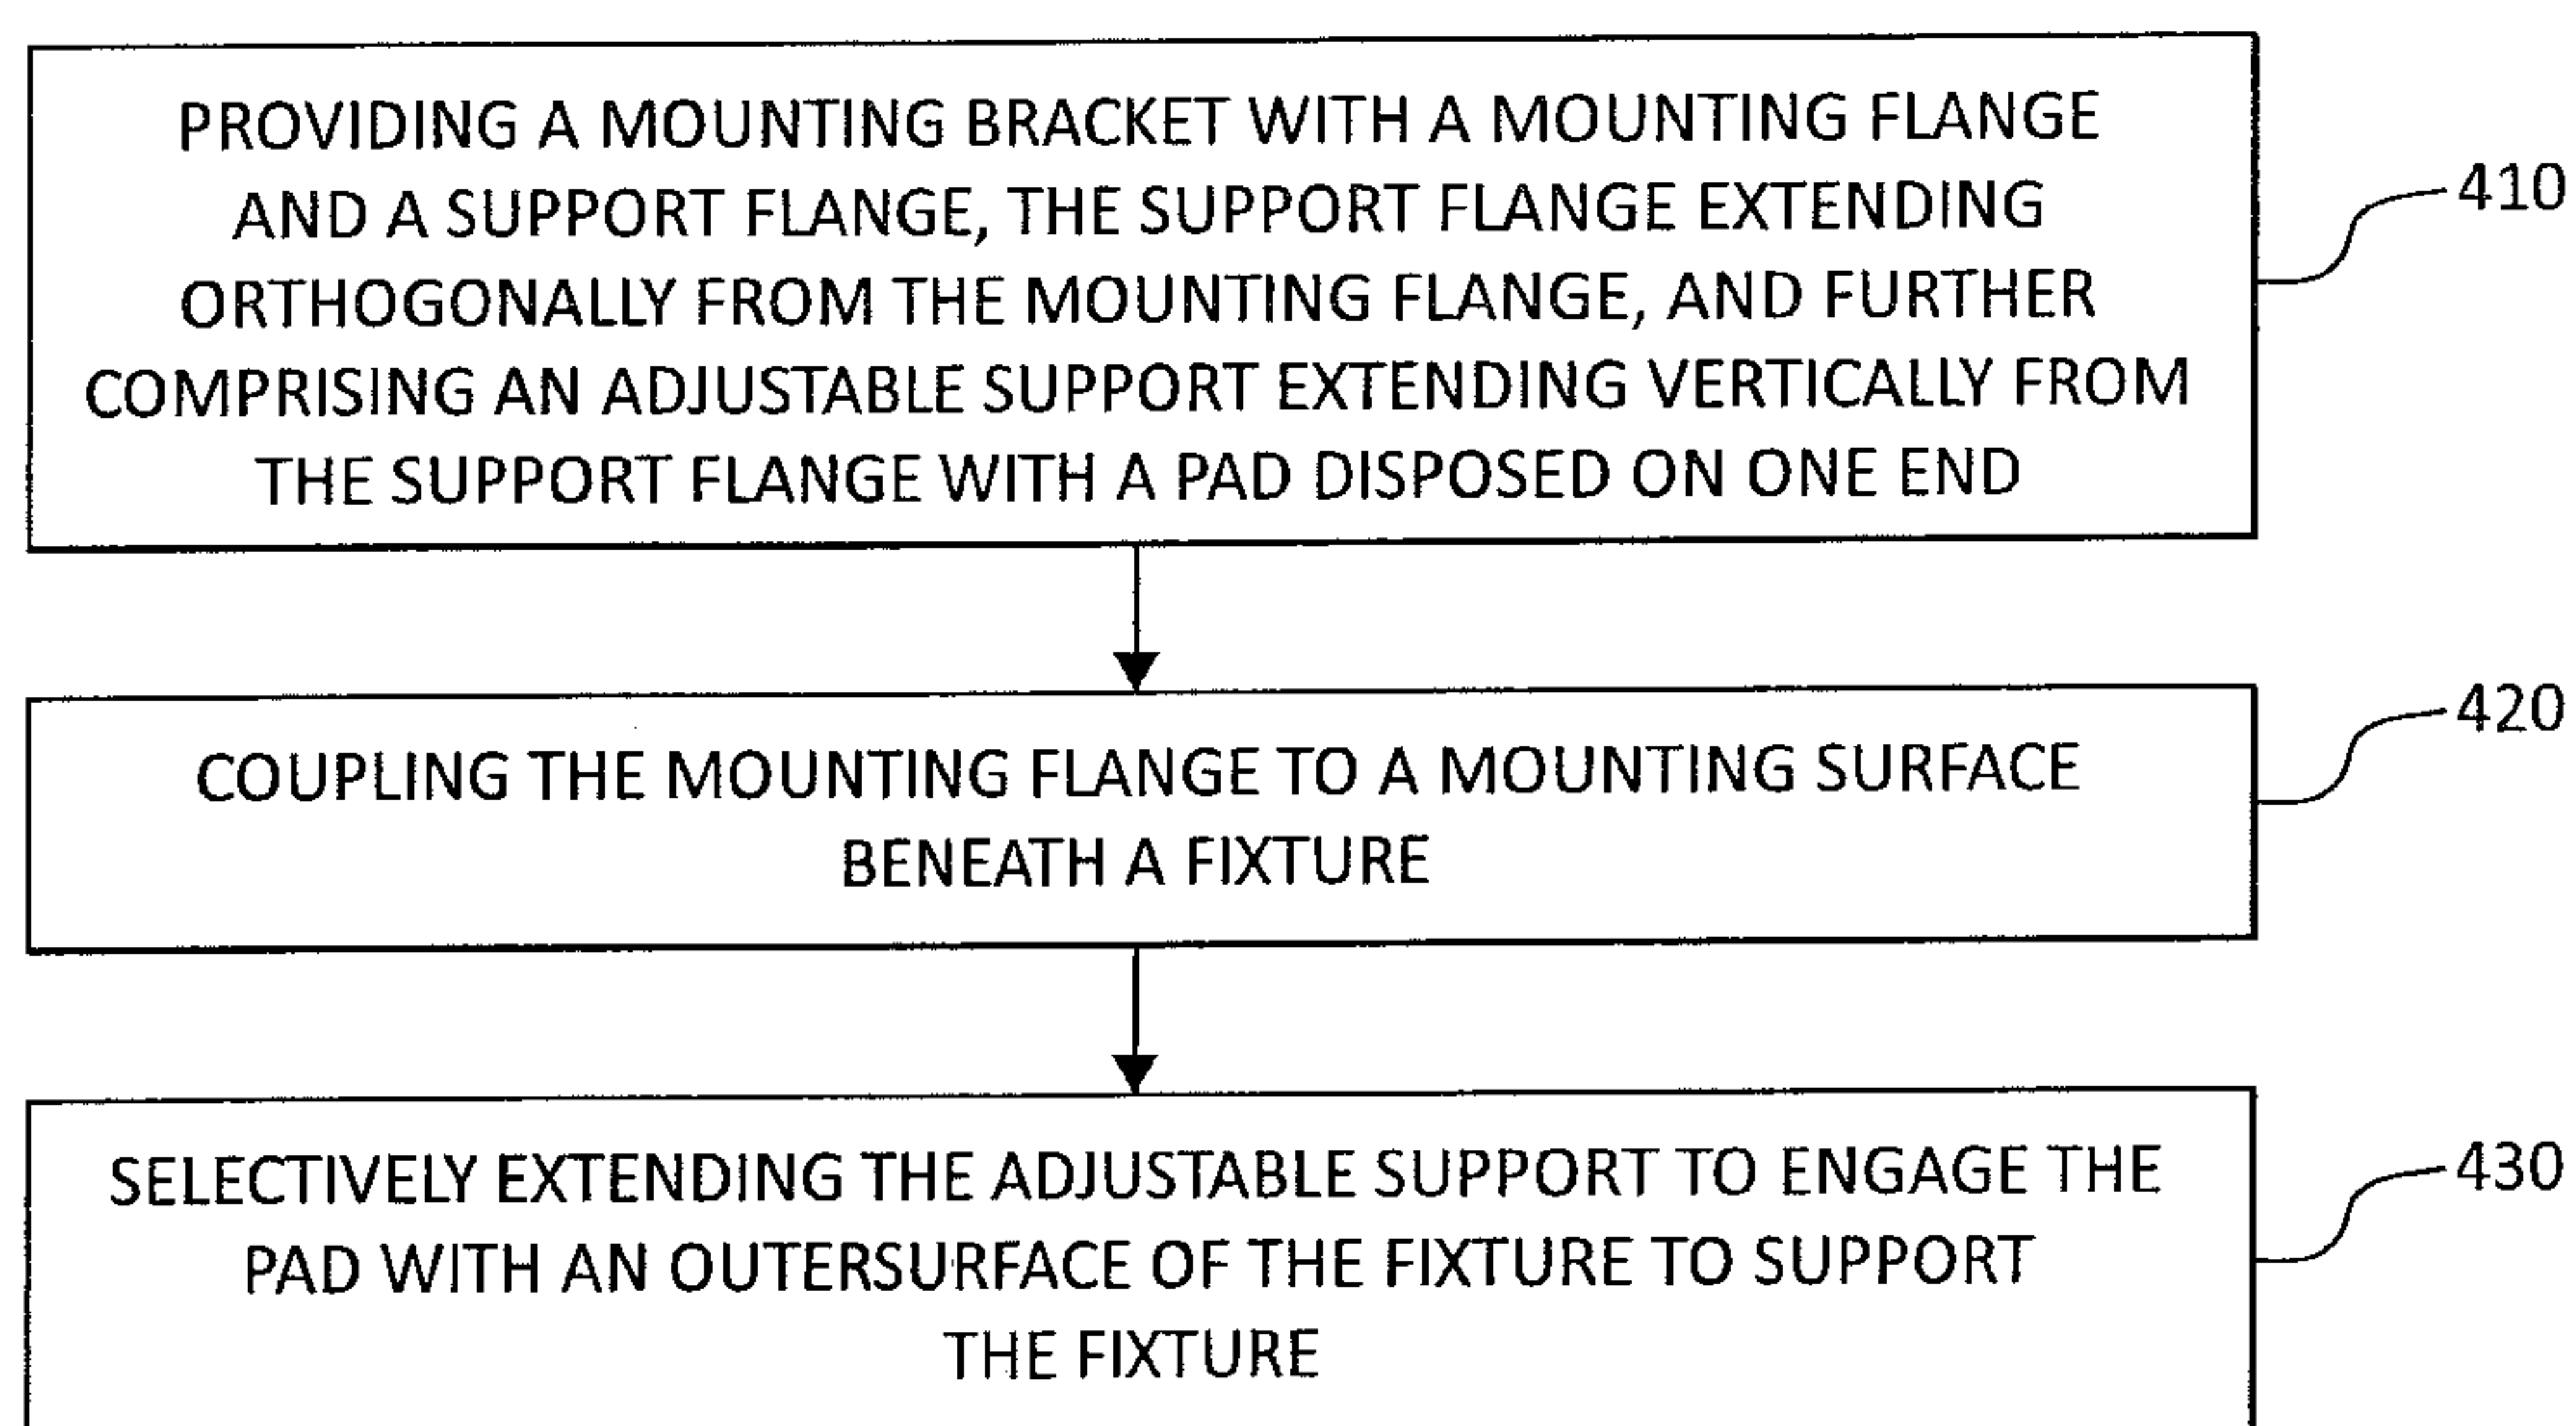 PROVIDING A MOUNTING BRACKET WITH A MOUNTING FLANGE
AND A SUPPORT FLANGE, THE SUPPORT FLANGE EXTENDING
ORTHOGONALLY FROM THE MOUNTING FLANGE, AND FURTHER
COMPRISING AN ADJUSTABLE SUPPORT EXTENDING VERTICALLY FROM
THE SUPPORT FLANGE WITH A PAD DISPOSED ON ONE END
410
COUPLING THE MOUNTING FLANGE TO A MOUNTING SURFACE
BENEATH A FIXTURE
420
SELECTIVELY EXTENDING THE ADJUSTABLE SUPPORT TO ENGAGE THE
PAD WITH AN OUTERSURFACE OF THE FIXTURE TO SUPPORT
THE FIXTURE
430